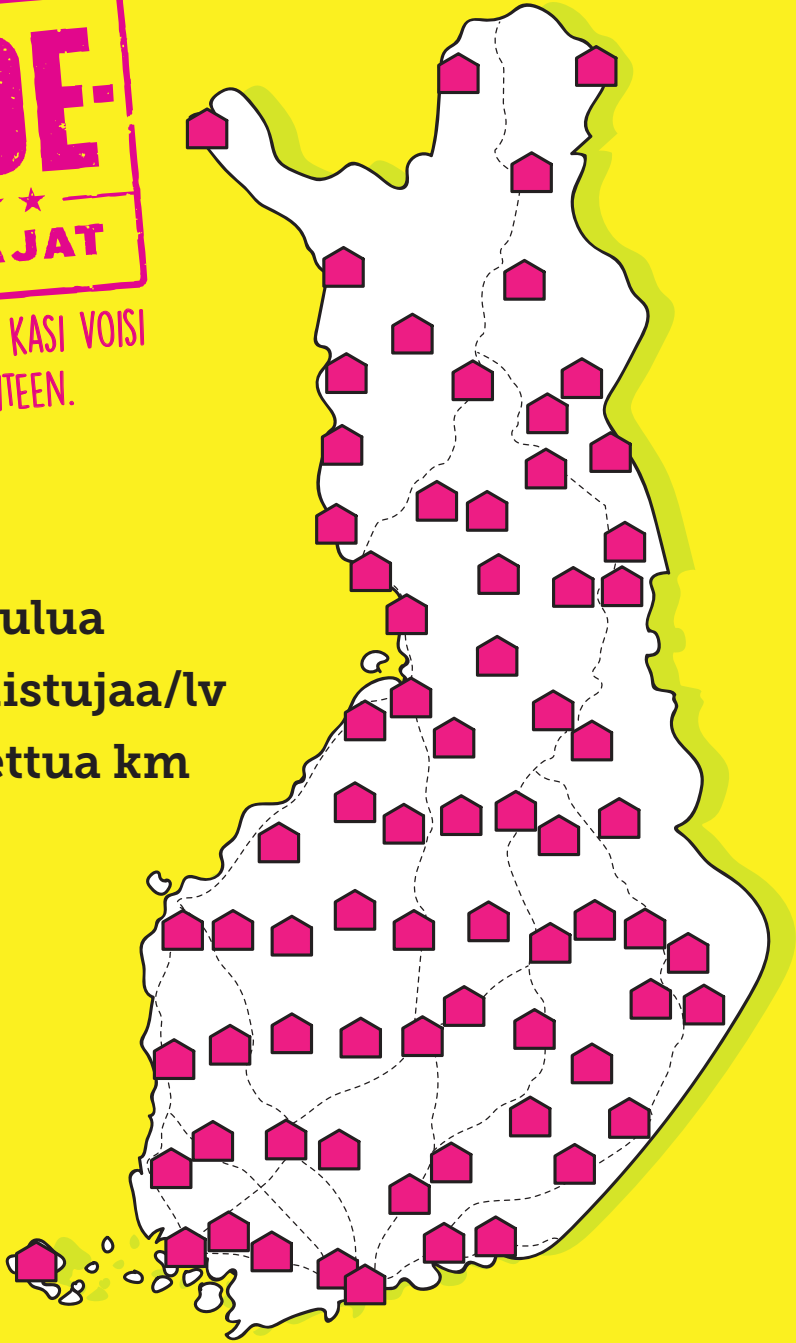 DE-
AJAT
KASI VOISI
TEEN.
ulua
istujaa/lv
ettua km